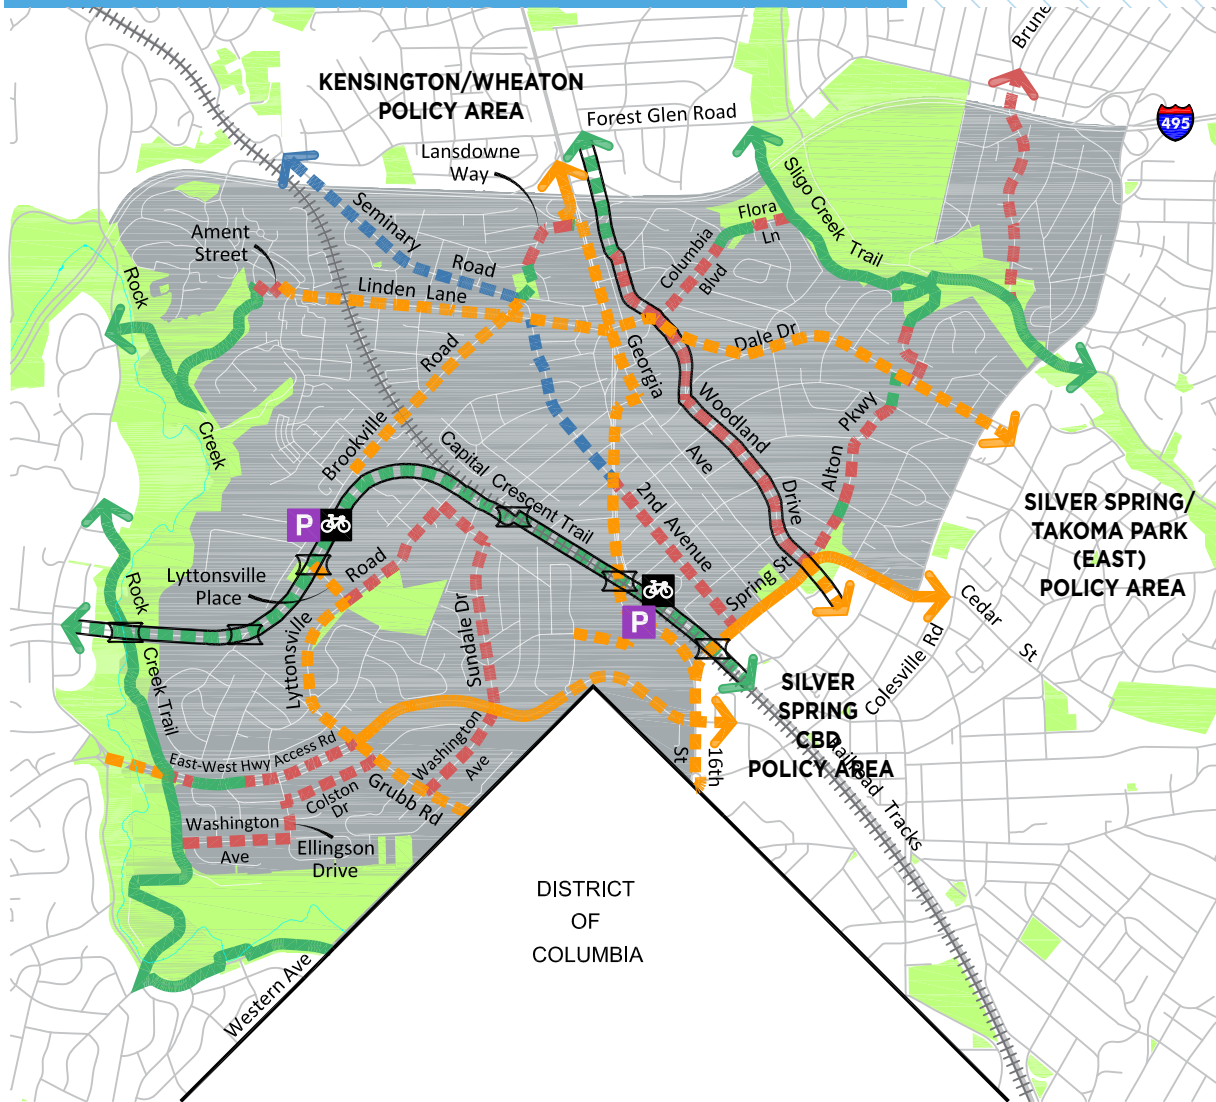 Brune
KENSINGTON/WHEATON
POLICY AREA
Forest Glen Road
495
Lansdowne
Way
Sligo Creek Trail
Flora
Ln
Seminary
Road
Ament
Street
Columbia
Blvd
Rock
Creek
Linden Lane
Dale Dr
Georgia
Ave
Brookville
Road
Woodland
Drive
Alton
Pkwy
Capital Crescent Trail
2nd Avenue
SILVER SPRING/
TAKOMA PARK
(EAST)
POLICY AREA
P
Lyttonsville
Place
Lyttonsville
Road
Rock
Creek Trail
Spring St
P
Cedar
St
Sundale Dr
Colesville Rd
SILVER
SPRING
CBD
POLICY AREA
Railroad Tracks
16th
St
East-West Hwy Access Rd
Washington
Ave
Grubb Rd
Colston
Dr
Washington
Ave
Ellingson
Drive
DISTRICT
OF
COLUMBIA
Western Ave